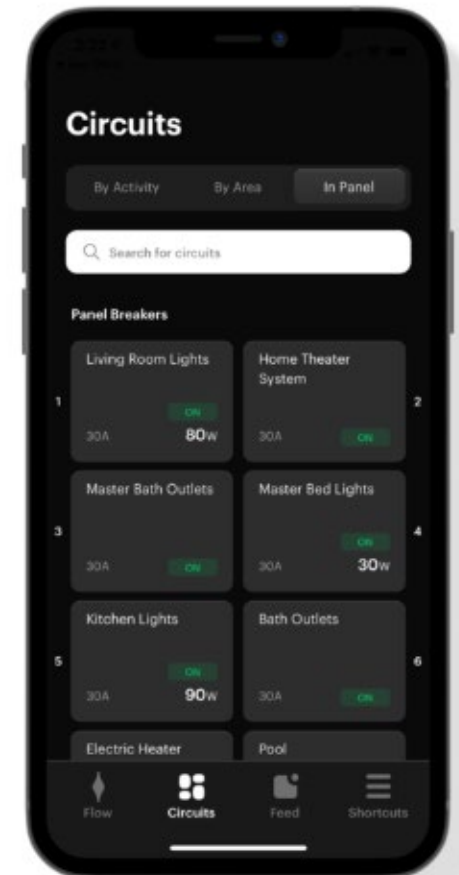 Circuits
By Activity By Area In Panel
Search for circuits
Panel Breakers
1
Living Room Lights
ON
30A 80W
Home Theater
System
30A ON
2
3
Master Bath Outlets
30A ON
Master Bed Lights
ON
30A 30W
4
5
Kitchen Lights
ON
30A 90W
Bath Outlets
30A ON
6
Electric Heater
Pool
Flow Circuits Feed Shortcuts